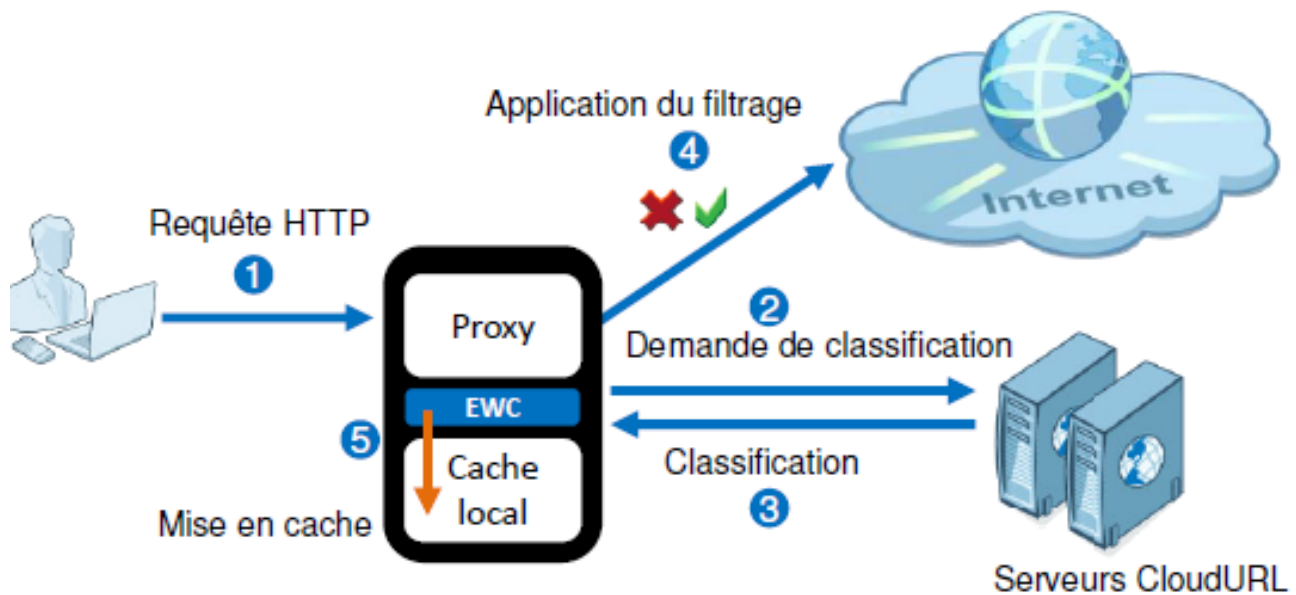 Application du filtrage
4
Internet
Requête HTTP
1
Proxy
2
Demande de classification
EWC
5
Cache
local
Classification
3
Mise en cache
Serveurs CloudURL